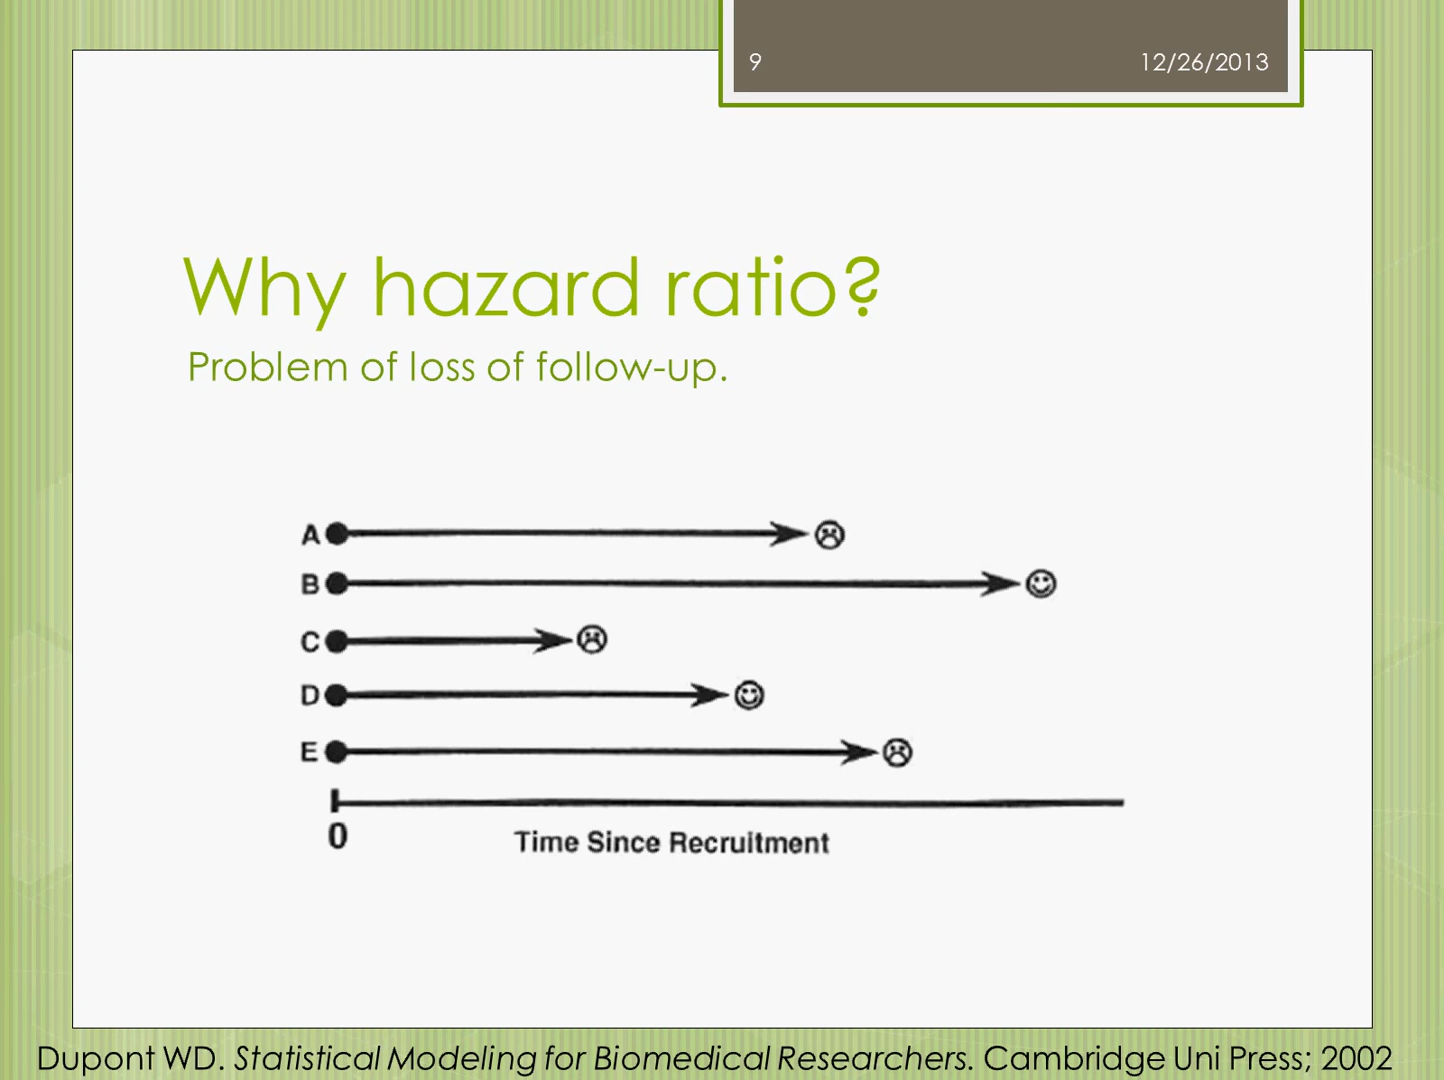 9 12/26/2013
Why hazard ratio?
Problem of loss of follow-up.
A
B
C
D
E
0
Time Since Recruitment
Dupont WD. Statistical Modeling for Biomedical Researchers. Cambridge Uni Press; 2002